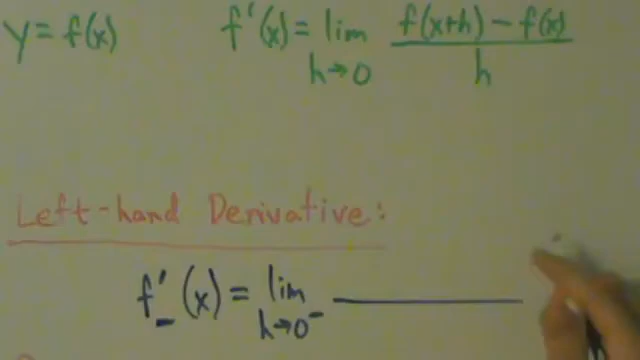 y = f(x) f'(x) = lim h→0 f(x+h) - f(x) / h
Left-hand Derivative:
f'₋(x) = lim h→0⁻